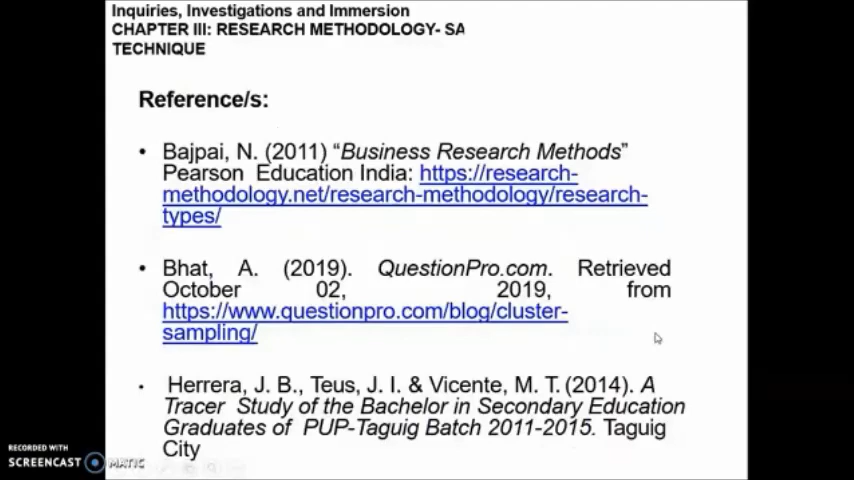 Inquiries, Investigations and Immersion
CHAPTER III: RESEARCH METHODOLOGY- SA
TECHNIQUE
Reference/s:
• Bajpai, N. (2011) “Business Research Methods”
Pearson Education India: https://research-
methodology.net/research-methodology/research-
types/
• Bhat, A. (2019). QuestionPro.com. Retrieved
October 02, 2019, from
https://www.questionpro.com/blog/cluster-
sampling/
• Herrera, J. B., Teus, J. I. & Vicente, M. T. (2014). A
Tracer Study of the Bachelor in Secondary Education
Graduates of PUP-Taguig Batch 2011-2015. Taguig
City
RECORDED WITH
SCREENCAST MATIC